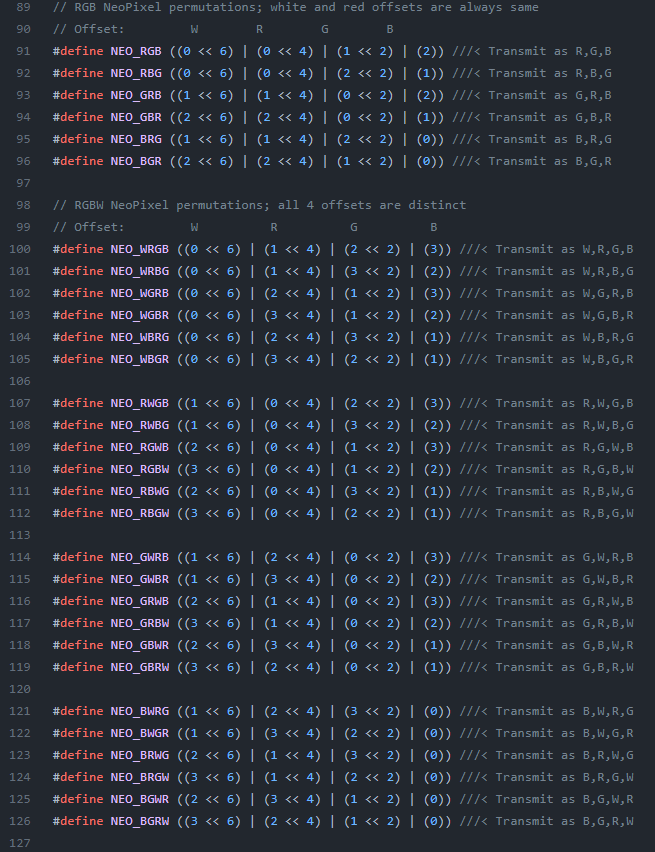 89 // RGB NeoPixel permutations; white and red offsets are always same
90 // Offset: W R G B
91 #define NEO_RGB ((0 << 6) | (0 << 4) | (1 << 2) | (2)) ///< Transmit as R,G,B
92 #define NEO_RBG ((0 << 6) | (0 << 4) | (2 << 2) | (1)) ///< Transmit as R,B,G
93 #define NEO_GRB ((1 << 6) | (1 << 4) | (0 << 2) | (2)) ///< Transmit as G,R,B
94 #define NEO_GBR ((2 << 6) | (2 << 4) | (0 << 2) | (1)) ///< Transmit as G,B,R
95 #define NEO_BRG ((1 << 6) | (1 << 4) | (2 << 2) | (0)) ///< Transmit as B,R,G
96 #define NEO_BGR ((2 << 6) | (2 << 4) | (1 << 2) | (0)) ///< Transmit as B,G,R
97
98 // RGBW NeoPixel permutations; all 4 offsets are distinct
99 // Offset: W R G B
100 #define NEO_WRGB ((0 << 6) | (1 << 4) | (2 << 2) | (3)) ///< Transmit as W,R,G,B
101 #define NEO_WRBG ((0 << 6) | (1 << 4) | (3 << 2) | (2)) ///< Transmit as W,R,B,G
102 #define NEO_WGRB ((0 << 6) | (2 << 4) | (1 << 2) | (3)) ///< Transmit as W,G,R,B
103 #define NEO_WGBR ((0 << 6) | (3 << 4) | (1 << 2) | (2)) ///< Transmit as W,G,B,R
104 #define NEO_WBRG ((0 << 6) | (2 << 4) | (3 << 2) | (1)) ///< Transmit as W,B,R,G
105 #define NEO_WBGR ((0 << 6) | (3 << 4) | (2 << 2) | (1)) ///< Transmit as W,B,G,R
106
107 #define NEO_RWGB ((1 << 6) | (0 << 4) | (2 << 2) | (3)) ///< Transmit as R,W,G,B
108 #define NEO_RWBG ((1 << 6) | (0 << 4) | (3 << 2) | (2)) ///< Transmit as R,W,B,G
109 #define NEO_RGWB ((2 << 6) | (0 << 4) | (1 << 2) | (3)) ///< Transmit as R,G,W,B
110 #define NEO_RGBW ((3 << 6) | (0 << 4) | (1 << 2) | (2)) ///< Transmit as R,G,B,W
111 #define NEO_RBWG ((2 << 6) | (0 << 4) | (3 << 2) | (1)) ///< Transmit as R,B,W,G
112 #define NEO_RBGW ((3 << 6) | (0 << 4) | (2 << 2) | (1)) ///< Transmit as R,B,G,W
113
114 #define NEO_GWRB ((1 << 6) | (2 << 4) | (0 << 2) | (3)) ///< Transmit as G,W,R,B
115 #define NEO_GWBR ((1 << 6) | (3 << 4) | (0 << 2) | (2)) ///< Transmit as G,W,B,R
116 #define NEO_GRWB ((2 << 6) | (1 << 4) | (0 << 2) | (3)) ///< Transmit as G,R,W,B
117 #define NEO_GRBW ((3 << 6) | (1 << 4) | (0 << 2) | (2)) ///< Transmit as G,R,B,W
118 #define NEO_GBWR ((2 << 6) | (3 << 4) | (0 << 2) | (1)) ///< Transmit as G,B,W,R
119 #define NEO_GBRW ((3 << 6) | (2 << 4) | (0 << 2) | (1)) ///< Transmit as G,B,R,W
120
121 #define NEO_BWRG ((1 << 6) | (2 << 4) | (3 << 2) | (0)) ///< Transmit as B,W,R,G
122 #define NEO_BWGR ((1 << 6) | (3 << 4) | (2 << 2) | (0)) ///< Transmit as B,W,G,R
123 #define NEO_BRWG ((2 << 6) | (1 << 4) | (3 << 2) | (0)) ///< Transmit as B,R,W,G
124 #define NEO_BRGW ((3 << 6) | (1 << 4) | (2 << 2) | (0)) ///< Transmit as B,R,G,W
125 #define NEO_BGWR ((2 << 6) | (3 << 4) | (1 << 2) | (0)) ///< Transmit as B,G,W,R
126 #define NEO_BGRW ((3 << 6) | (2 << 4) | (1 << 2) | (0)) ///< Transmit as B,G,R,W
127